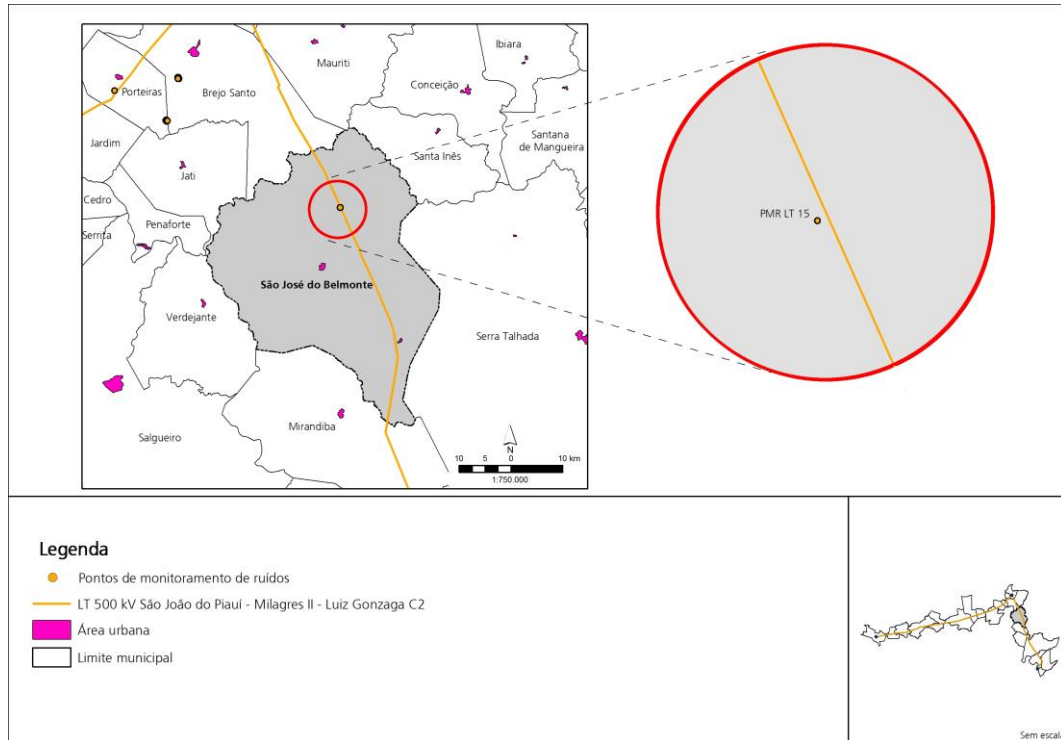 Ibiara
Mauriti
Conceição
Porteiras
Brejo Santo
Jardim
Santana
de Mangueira
Santa Inês
Jati
Cedro
Penaforte
Serrita
São José do Belmonte
Verdejante
Serra Talhada
Mirandiba
Salgueiro
N
10 5 0 10 km
1:750.000
PMR LT 15
Legenda
Pontos de monitoramento de ruídos
LT 500 kV São João do Piauí - Milagres II - Luiz Gonzaga C2
Área urbana
Limite municipal
Sem escal